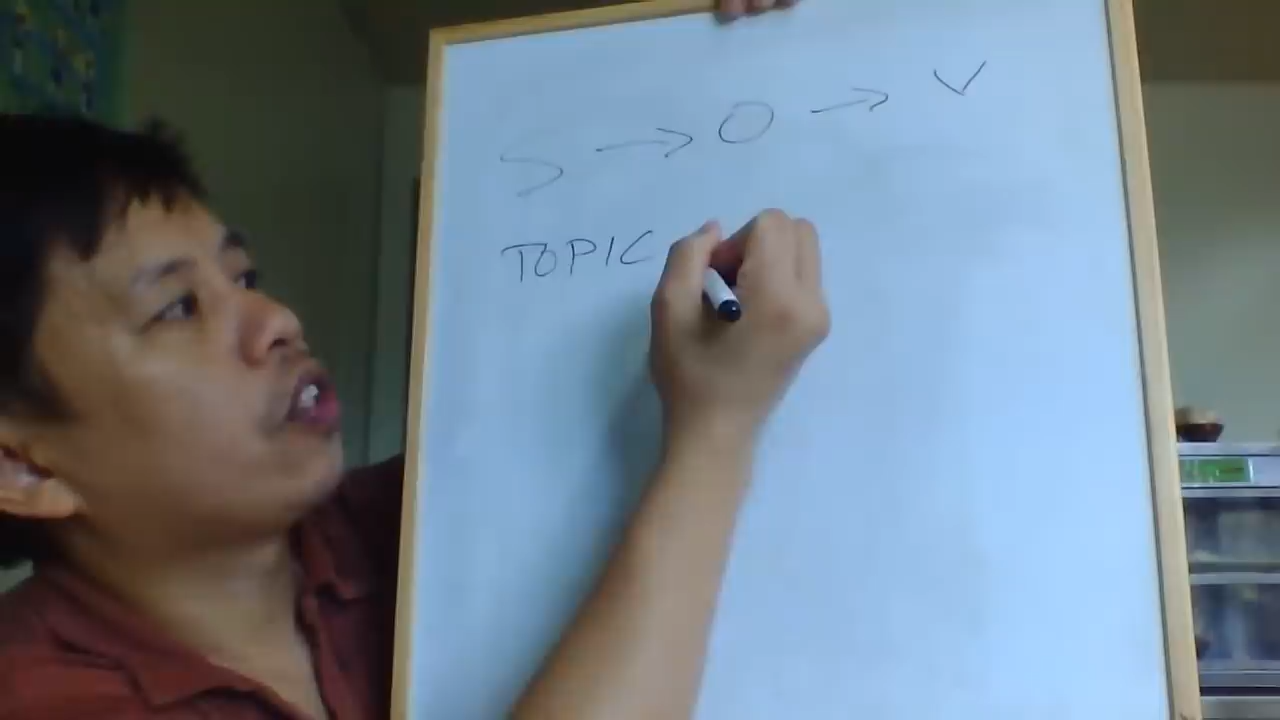 S → O → V
TOPIC